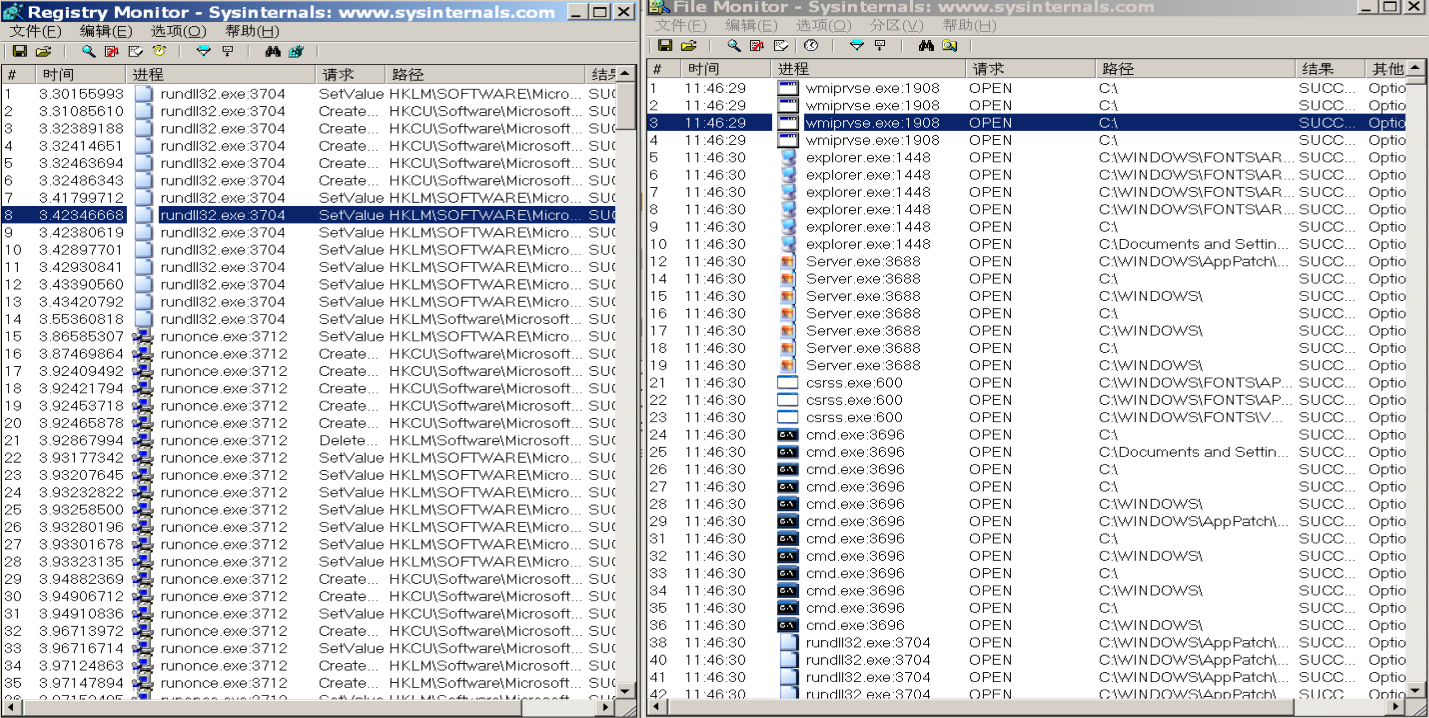 Registry Monitor - Sysinternals: www.sysinternals.com
文件(F) 编辑(E) 选项(O) 帮助(H)
# 时间 进程 请求 路径
1 3.30155993 rundll32.exe:3704 SetValue HKLM\SOFTWARE\Micro... SUC
2 3.31085610 rundll32.exe:3704 Create... HKCU\Software\Microsoft... SUC
3 3.32389188 rundll32.exe:3704 Create... HKCU\Software\Microsoft... SUC
4 3.32414651 rundll32.exe:3704 Create... HKCU\Software\Microsoft... SUC
5 3.32463694 rundll32.exe:3704 Create... HKCU\Software\Microsoft... SUC
6 3.32486343 rundll32.exe:3704 Create... HKCU\Software\Microsoft... SUC
7 3.41799712 rundll32.exe:3704 SetValue HKLM\SOFTWARE\Micro... SUC
8 3.42346668 rundll32.exe:3704 SetValue HKLM\SOFTWARE\Micro... SUC
9 3.42380619 rundll32.exe:3704 SetValue HKLM\SOFTWARE\Micro... SUC
10 3.42897701 rundll32.exe:3704 SetValue HKLM\SOFTWARE\Micro... SUC
11 3.42930841 rundll32.exe:3704 SetValue HKLM\SOFTWARE\Micro... SUC
12 3.43390560 rundll32.exe:3704 SetValue HKLM\SOFTWARE\Micro... SUC
13 3.43420792 rundll32.exe:3704 SetValue HKLM\SOFTWARE\Micro... SUC
14 3.55360818 rundll32.exe:3704 SetValue HKLM\SOFTWARE\Micro... SUC
15 3.86585307 runonce.exe:3712 SetValue HKLM\SOFTWARE\Micro... SUC
16 3.87469864 runonce.exe:3712 Create... HKCU\Software\Microsoft... SUC
17 3.92409492 runonce.exe:3712 Create... HKCU\Software\Microsoft... SUC
18 3.92421794 runonce.exe:3712 Create... HKCU\Software\Microsoft... SUC
19 3.92453718 runonce.exe:3712 Create... HKCU\Software\Microsoft... SUC
20 3.92465878 runonce.exe:3712 Create... HKCU\Software\Microsoft... SUC
21 3.92867994 runonce.exe:3712 Delete... HKLM\SOFTWARE\Micro... SUC
22 3.93177342 runonce.exe:3712 SetValue HKLM\SOFTWARE\Micro... SUC
23 3.93207645 runonce.exe:3712 SetValue HKLM\SOFTWARE\Micro... SUC
24 3.93232822 runonce.exe:3712 SetValue HKLM\SOFTWARE\Micro... SUC
25 3.93258500 runonce.exe:3712 SetValue HKLM\SOFTWARE\Micro... SUC
26 3.93280196 runonce.exe:3712 SetValue HKLM\SOFTWARE\Micro... SUC
27 3.93301678 runonce.exe:3712 SetValue HKLM\SOFTWARE\Micro... SUC
28 3.93323135 runonce.exe:3712 SetValue HKLM\SOFTWARE\Micro... SUC
29 3.94882369 runonce.exe:3712 Create... HKCU\Software\Microsoft... SUC
30 3.94906712 runonce.exe:3712 Create... HKCU\Software\Microsoft... SUC
31 3.94910836 runonce.exe:3712 SetValue HKCU\Software\Microsoft... SUC
32 3.96713972 runonce.exe:3712 Create... HKCU\Software\Microsoft... SUC
33 3.96716714 runonce.exe:3712 SetValue HKCU\Software\Microsoft... SUC
34 3.97124863 runonce.exe:3712 Create... HKCU\Software\Microsoft... SUC
35 3.97147894 runonce.exe:3712 Create... HKCU\Software\Microsoft... SUC
File Monitor - Sysinternals: www.sysinternals.com
文件(F) 编辑(E) 选项(O) 分区(V) 帮助(H)
# 时间 进程 请求 路径 结果 其他
1 11:46:29 wmiprvse.exe:1908 OPEN C:\ SUCC... Optio
2 11:46:29 wmiprvse.exe:1908 OPEN C:\ SUCC... Optio
3 11:46:29 wmiprvse.exe:1908 OPEN C:\ SUCC... Optio
4 11:46:29 wmiprvse.exe:1908 OPEN C:\ SUCC... Optio
5 11:46:30 explorer.exe:1448 OPEN C:\WINDOWS\FONTS\AR... SUCC... Optio
6 11:46:30 explorer.exe:1448 OPEN C:\WINDOWS\FONTS\AR... SUCC... Optio
7 11:46:30 explorer.exe:1448 OPEN C:\WINDOWS\FONTS\AR... SUCC... Optio
8 11:46:30 explorer.exe:1448 OPEN C:\WINDOWS\FONTS\AR... SUCC... Optio
9 11:46:30 explorer.exe:1448 OPEN C:\ SUCC... Optio
10 11:46:30 explorer.exe:1448 OPEN C:\Documents and Settin... SUCC... Optio
12 11:46:30 Server.exe:3688 OPEN C:\WINDOWS\AppPatch\... SUCC... Optio
14 11:46:30 Server.exe:3688 OPEN C:\ SUCC... Optio
15 11:46:30 Server.exe:3688 OPEN C:\WINDOWS\ SUCC... Optio
16 11:46:30 Server.exe:3688 OPEN C:\ SUCC... Optio
17 11:46:30 Server.exe:3688 OPEN C:\WINDOWS\ SUCC... Optio
18 11:46:30 Server.exe:3688 OPEN C:\ SUCC... Optio
19 11:46:30 Server.exe:3688 OPEN C:\WINDOWS\ SUCC... Optio
21 11:46:30 csrss.exe:600 OPEN C:\WINDOWS\FONTS\AP... SUCC... Optio
22 11:46:30 csrss.exe:600 OPEN C:\WINDOWS\FONTS\AP... SUCC... Optio
23 11:46:30 csrss.exe:600 OPEN C:\WINDOWS\FONTS\V... SUCC... Optio
24 11:46:30 cmd.exe:3696 OPEN C:\ SUCC... Optio
25 11:46:30 cmd.exe:3696 OPEN C:\Documents and Settin... SUCC... Optio
26 11:46:30 cmd.exe:3696 OPEN C:\ SUCC... Optio
27 11:46:30 cmd.exe:3696 OPEN C:\ SUCC... Optio
28 11:46:30 cmd.exe:3696 OPEN C:\WINDOWS\ SUCC... Optio
29 11:46:30 cmd.exe:3696 OPEN C:\WINDOWS\AppPatch\... SUCC... Optio
31 11:46:30 cmd.exe:3696 OPEN C:\ SUCC... Optio
32 11:46:30 cmd.exe:3696 OPEN C:\WINDOWS\ SUCC... Optio
33 11:46:30 cmd.exe:3696 OPEN C:\ SUCC... Optio
34 11:46:30 cmd.exe:3696 OPEN C:\WINDOWS\ SUCC... Optio
35 11:46:30 cmd.exe:3696 OPEN C:\ SUCC... Optio
36 11:46:30 cmd.exe:3696 OPEN C:\WINDOWS\ SUCC... Optio
38 11:46:30 rundll32.exe:3704 OPEN C:\WINDOWS\AppPatch\... SUCC... Optio
40 11:46:30 rundll32.exe:3704 OPEN C:\WINDOWS\AppPatch\... SUCC... Optio
41 11:46:30 rundll32.exe:3704 OPEN C:\WINDOWS\AppPatch\... SUCC... Optio
42 11:46:30 rundll32.exe:3704 OPEN C:\WINDOWS\AppPatch\... SUCC... Optio